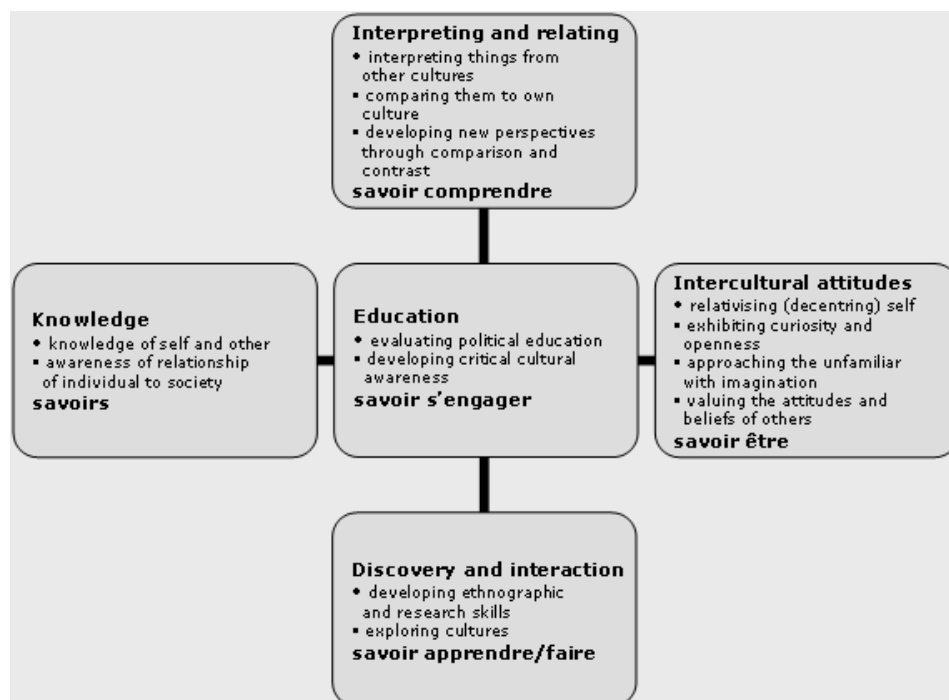 Interpreting and relating
• interpreting things from
other cultures
▪ comparing them to own
culture
▪ developing new perspectives
through comparison and
contrast
savoir comprendre
Knowledge
• knowledge of self and other
▪ awareness of relationship
of individual to society
savoirs
Education
• evaluating political education
▪ developing critical cultural
awareness
savoir s'engager
Intercultural attitudes
• relativising (decentring) self
▪ exhibiting curiosity and
openness
▪ approaching the unfamiliar
with imagination
▪ valuing the attitudes and
beliefs of others
savoir être
Discovery and interaction
• developing ethnographic
and research skills
▪ exploring cultures
savoir apprendre/faire